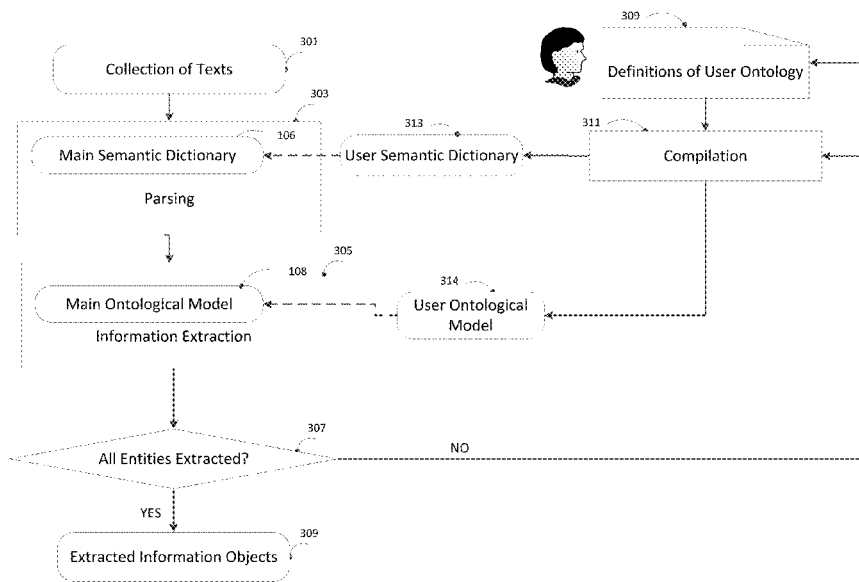 309
301
Collection of Texts
Definitions of User Ontology
303
106
313
311
Main Semantic Dictionary
User Semantic Dictionary
Compilation
Parsing
305
108
314
Main Ontological Model
User Ontological
Model
Information Extraction
307
All Entities Extracted?
NO
YES
309
Extracted Information Objects